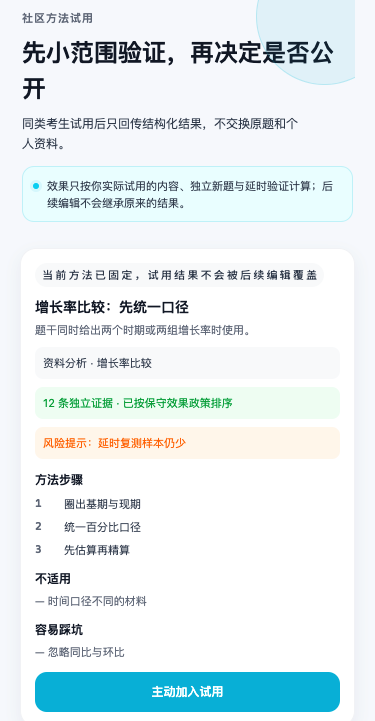 社区方法试用
先小范围验证，再决定是否公
开
同类考生试用后只回传结构化结果，不交换原题和个
人资料。
效果只按你实际试用的内容、独立新题与延时验证计算；后
续编辑不会继承原来的结果。
当前方法已固定，试用结果不会被后续编辑覆盖
增长率比较：先统一口径
题干同时给出两个时期或两组增长率时使用。
资料分析 · 增长率比较
12 条独立证据 · 已按保守效果政策排序
风险提示：延时复测样本仍少
方法步骤
1 圈出基期与现期
2 统一百分比口径
3 先估算再精算
不适用
— 时间口径不同的材料
容易踩坑
— 忽略同比与环比
主动加入试用